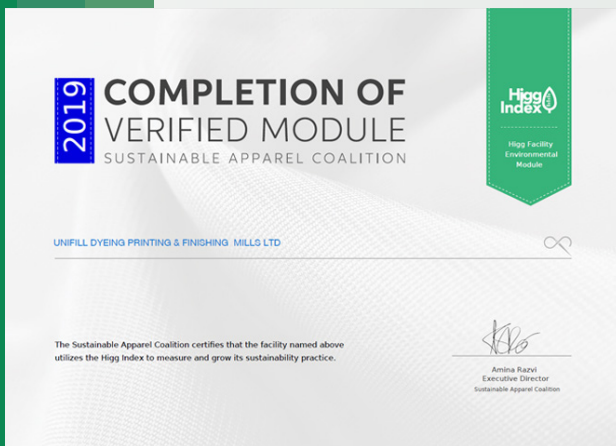 2019
COMPLETION OF
VERIFIED MODULE
SUSTAINABLE APPAREL COALITION
Higg
Index
Higg Facility
Environmental
Module
UNIFILL DYEING PRINTING & FINISHING MILLS LTD
The Sustainable Apparel Coalition certifies that the facility named above
utilizes the Higg Index to measure and grow its sustainability practice.
Amina Razvi
Executive Director
Sustainable Apparel Coalition